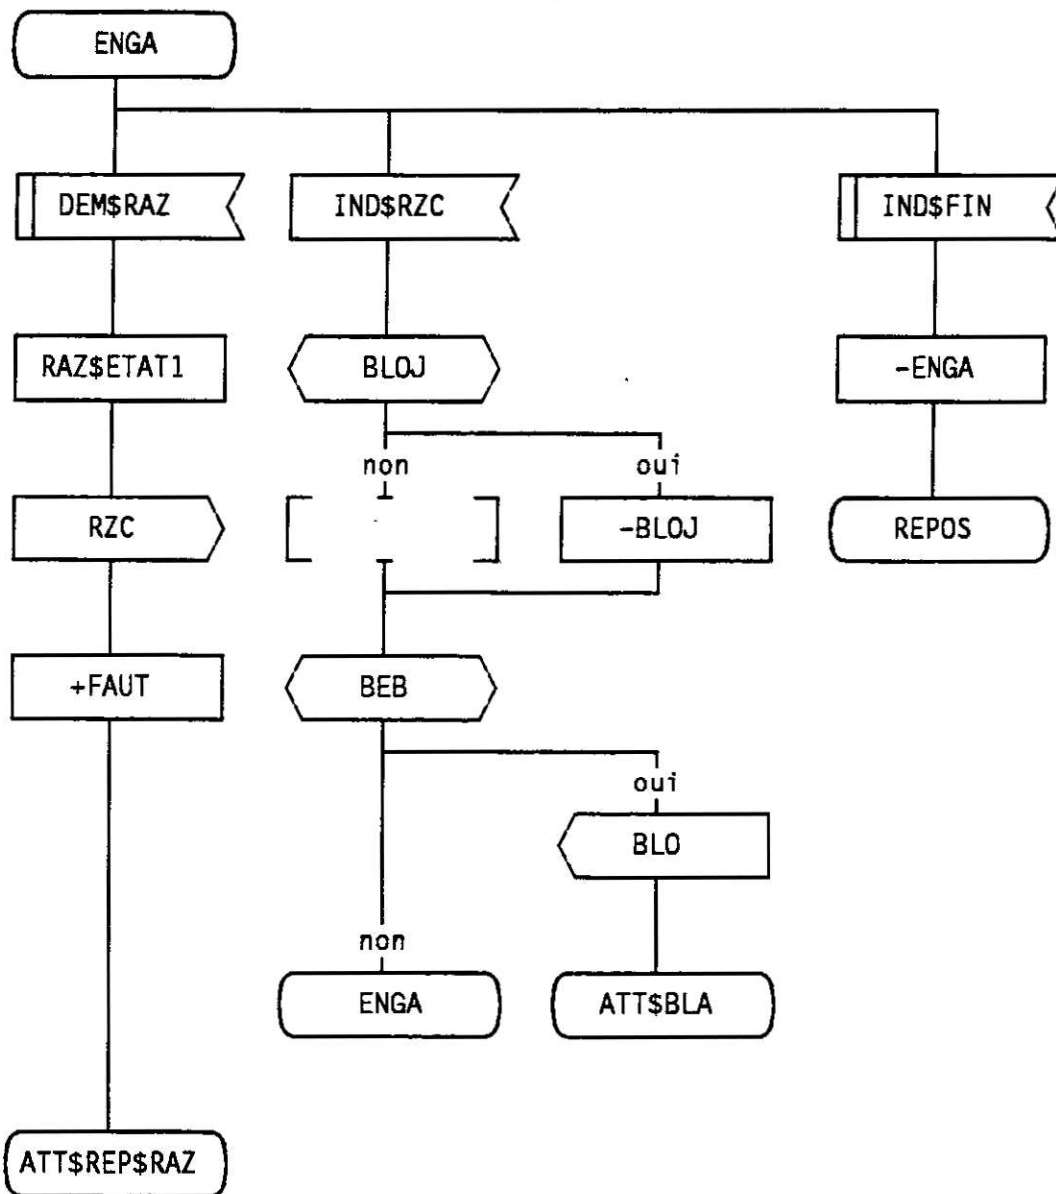 ENGA
DEM$RAZ
IND$RZC
IND$FIN
RAZ$ETAT1
BLOJ
-ENGA
non
oui
RZC
-BLOJ
REPOS
+FAUT
BEB
oui
BLO
non
ENGA
ATT$BLA
ATT$REP$RAZ